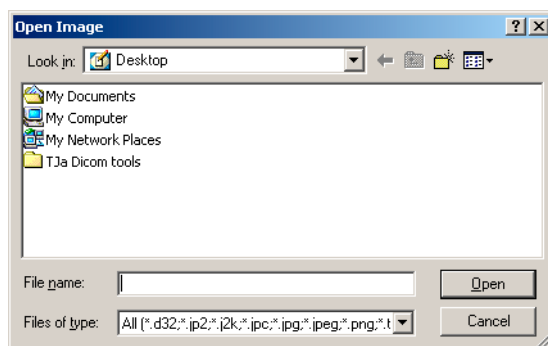 Open Image
Look in: Desktop
My Documents
My Computer
My Network Places
TJa Dicom tools
File name: Open
Files of type: All (*.d32;*.jp2;*.j2k;*.jpc;*.jpg;*.jpeg;*.png;*.t Cancel